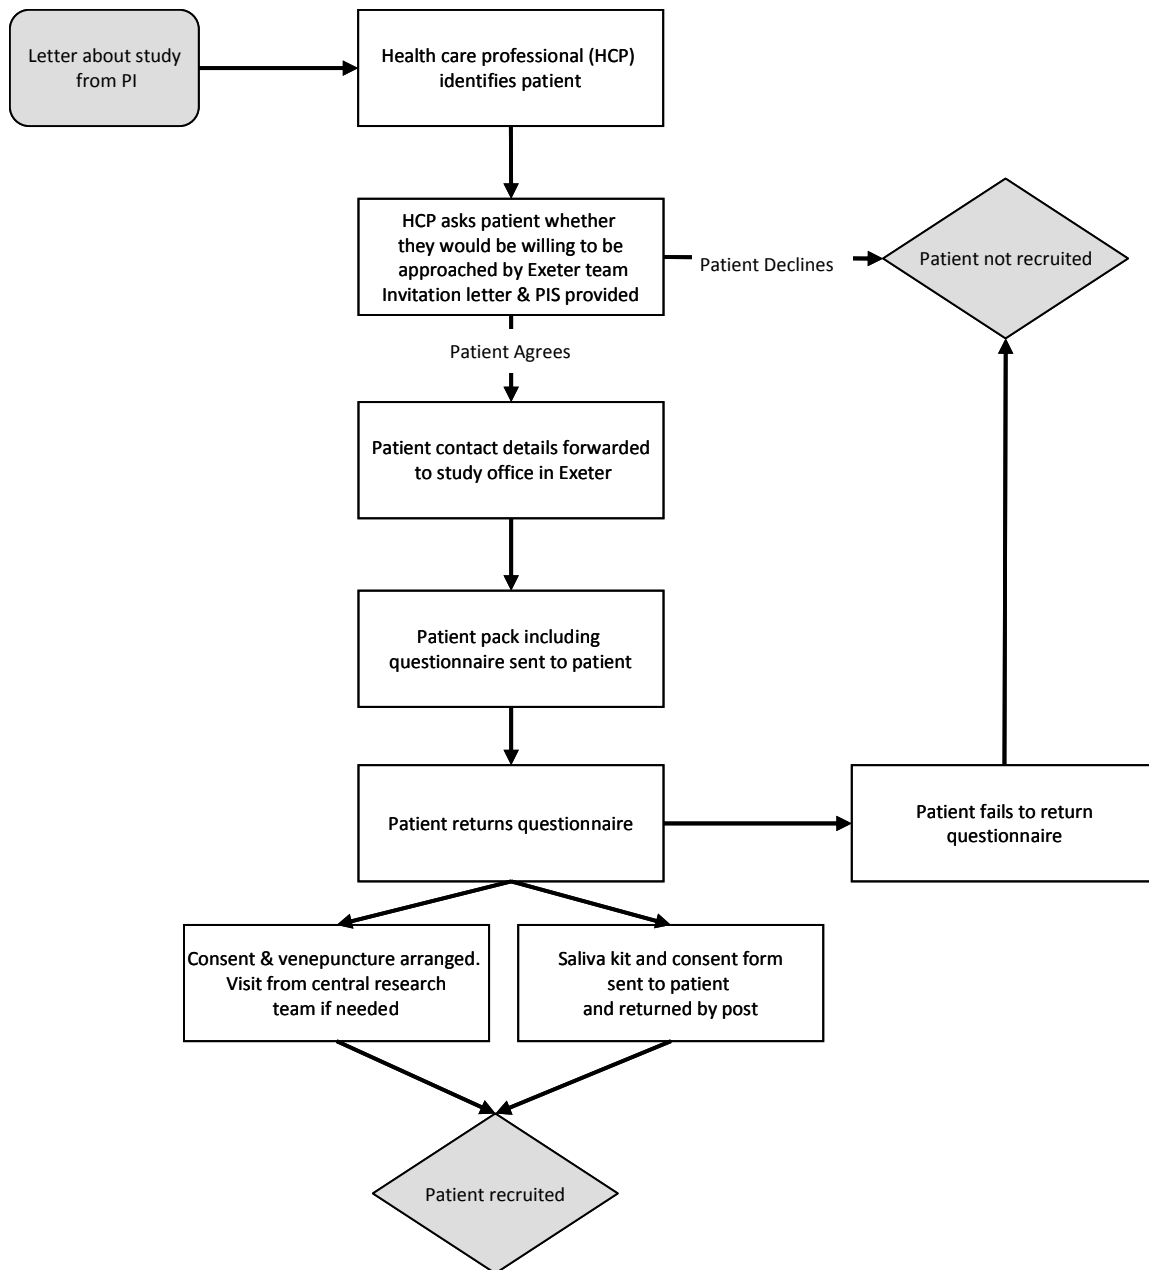 Letter about study
from PI
Health care professional (HCP)
identifies patient
HCP asks patient whether
they would be willing to be
approached by Exeter team
Invitation letter & PIS provided
Patient Declines
Patient not recruited
Patient Agrees
Patient contact details forwarded
to study office in Exeter
Patient pack including
questionnaire sent to patient
Patient returns questionnaire
Patient fails to return
questionnaire
Consent & venepuncture arranged.
Visit from central research
team if needed
Saliva kit and consent form
sent to patient
and returned by post
Patient recruited